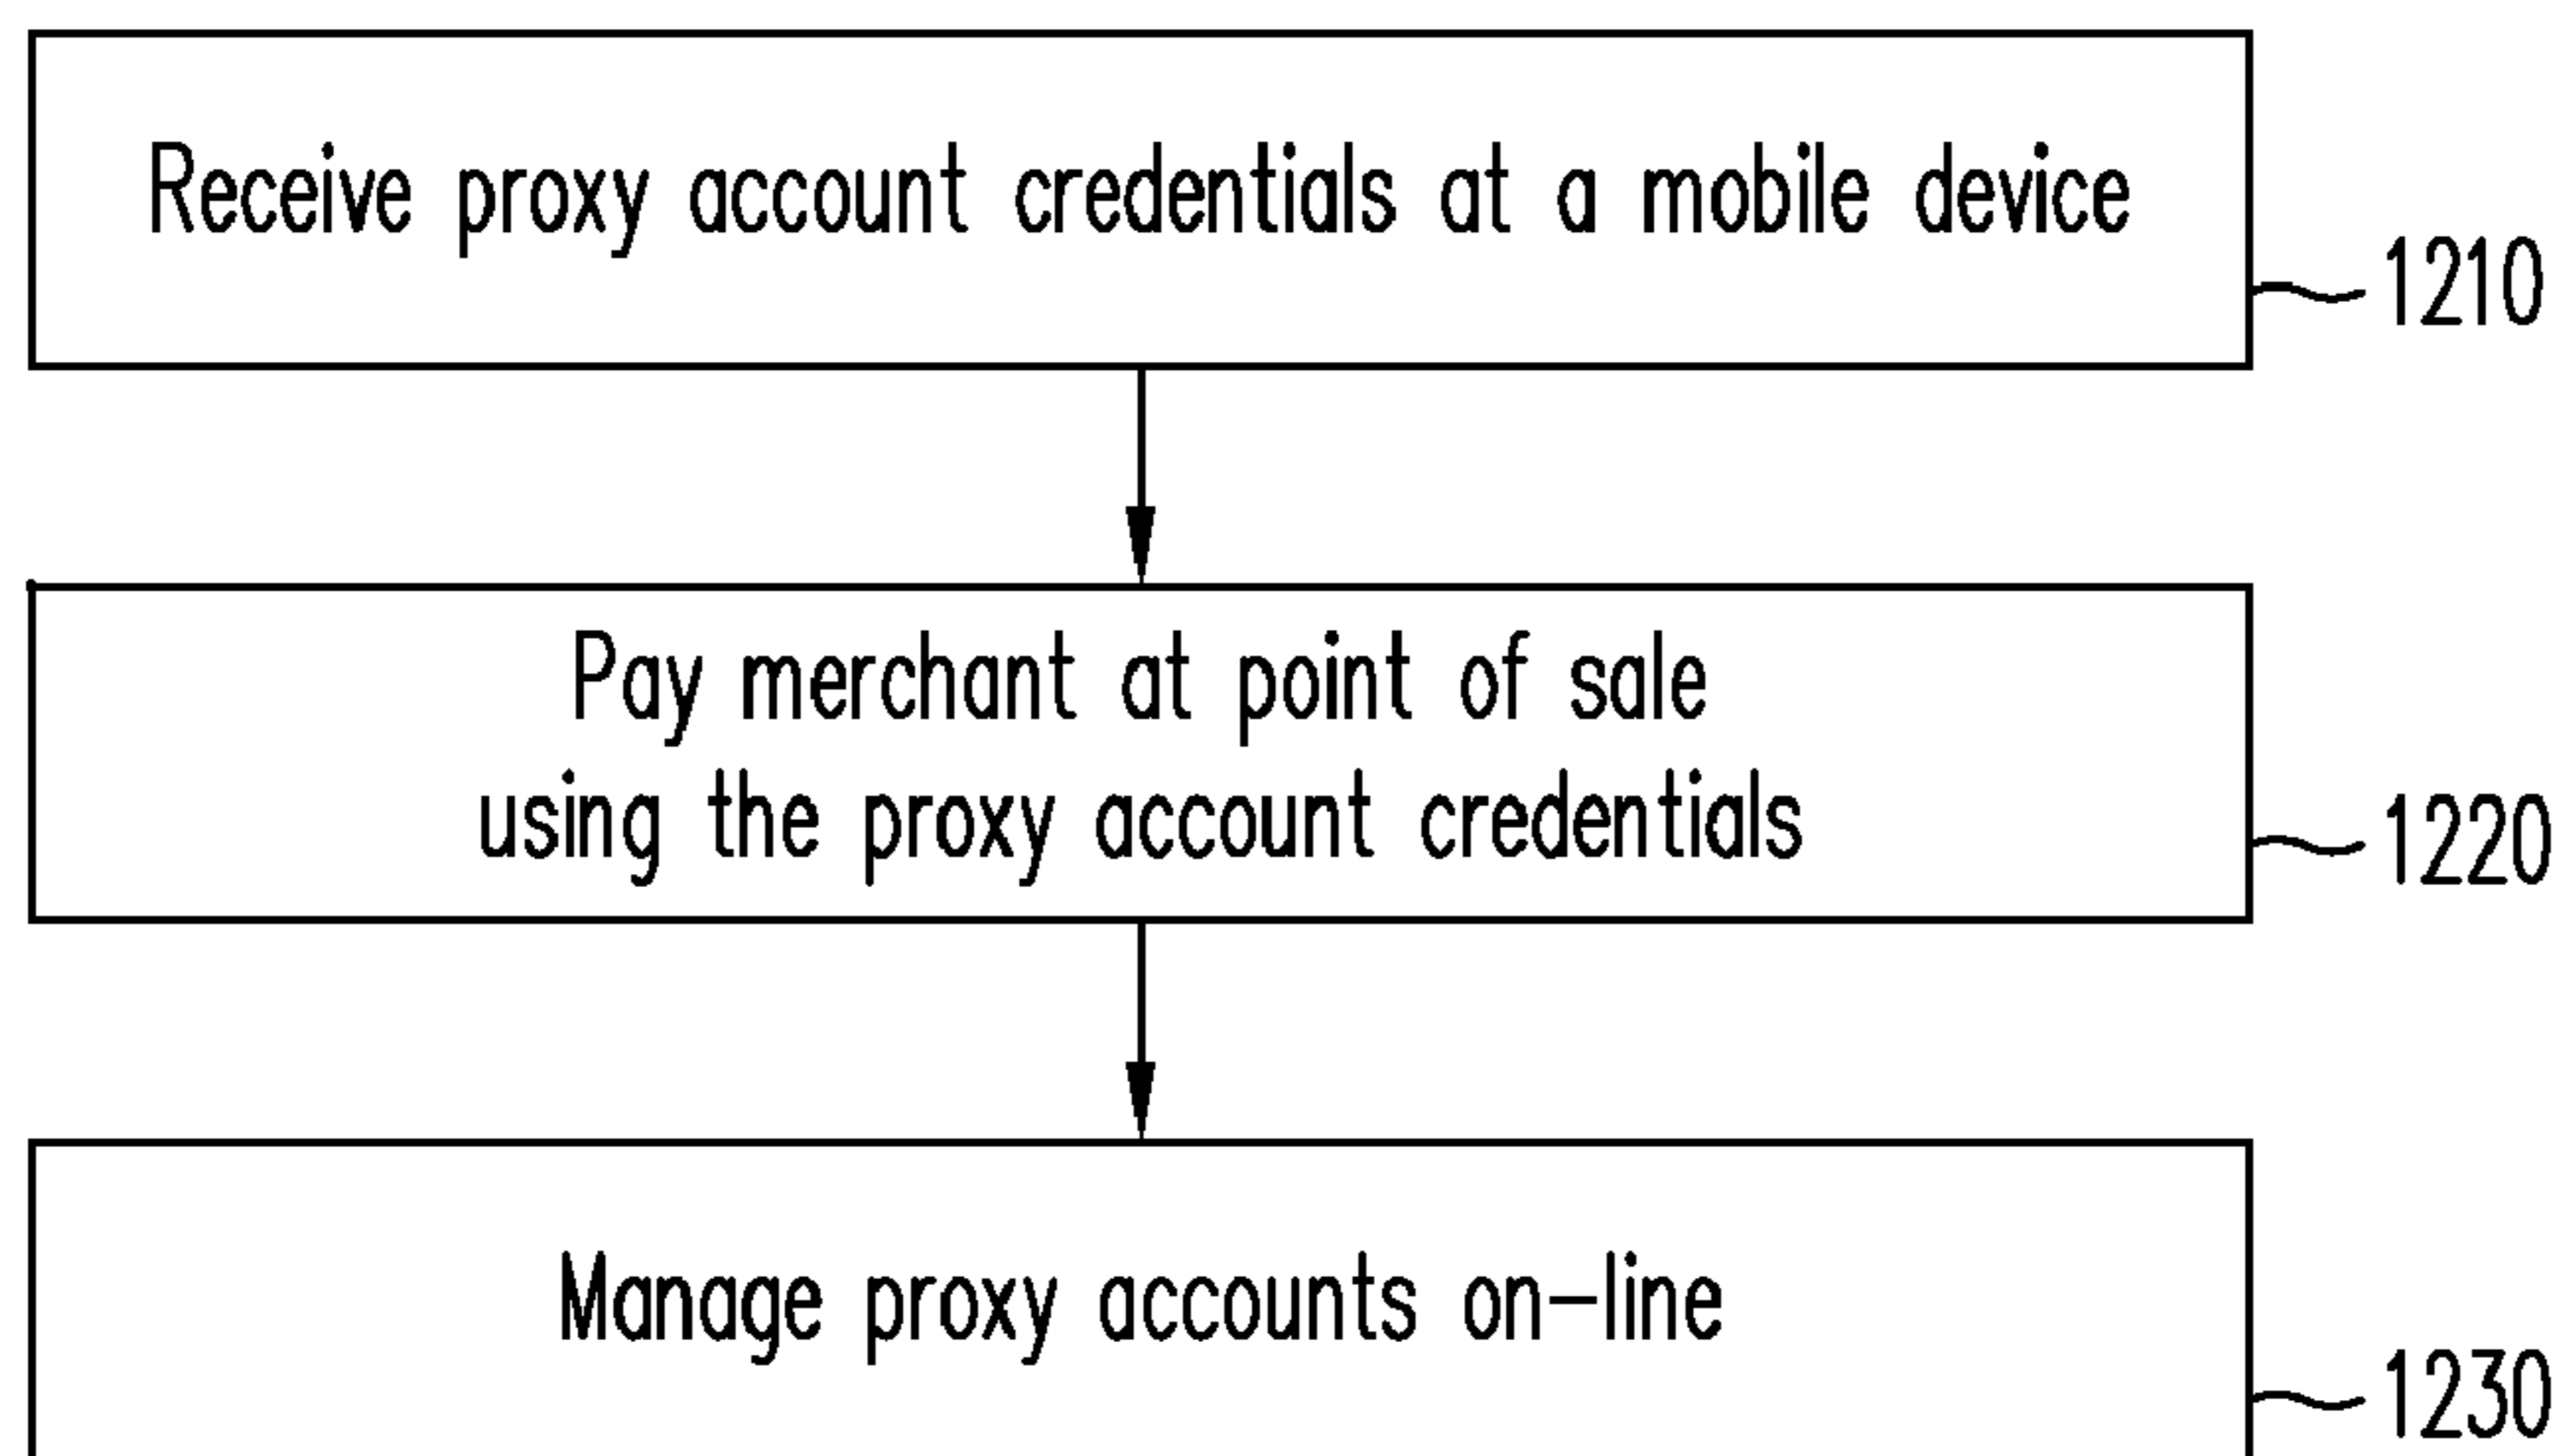 Receive proxy account credentials at a mobile device
1210
Pay merchant at point of sale
using the proxy account credentials
1220
Manage proxy accounts on-line
1230